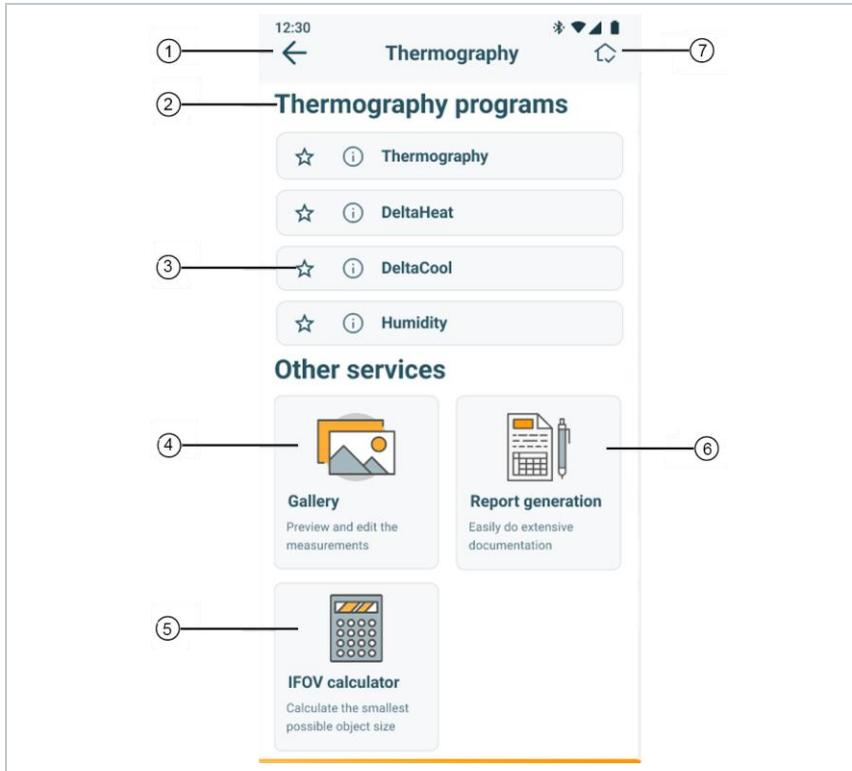 12:30
① Thermography ⑦
② Thermography programs
Thermography
DeltaHeat
③ DeltaCool
Humidity
Other services
④ ⑥
Gallery Report generation
Preview and edit the Easily do extensive
measurements documentation
⑤
IFOV calculator
Calculate the smallest
possible object size